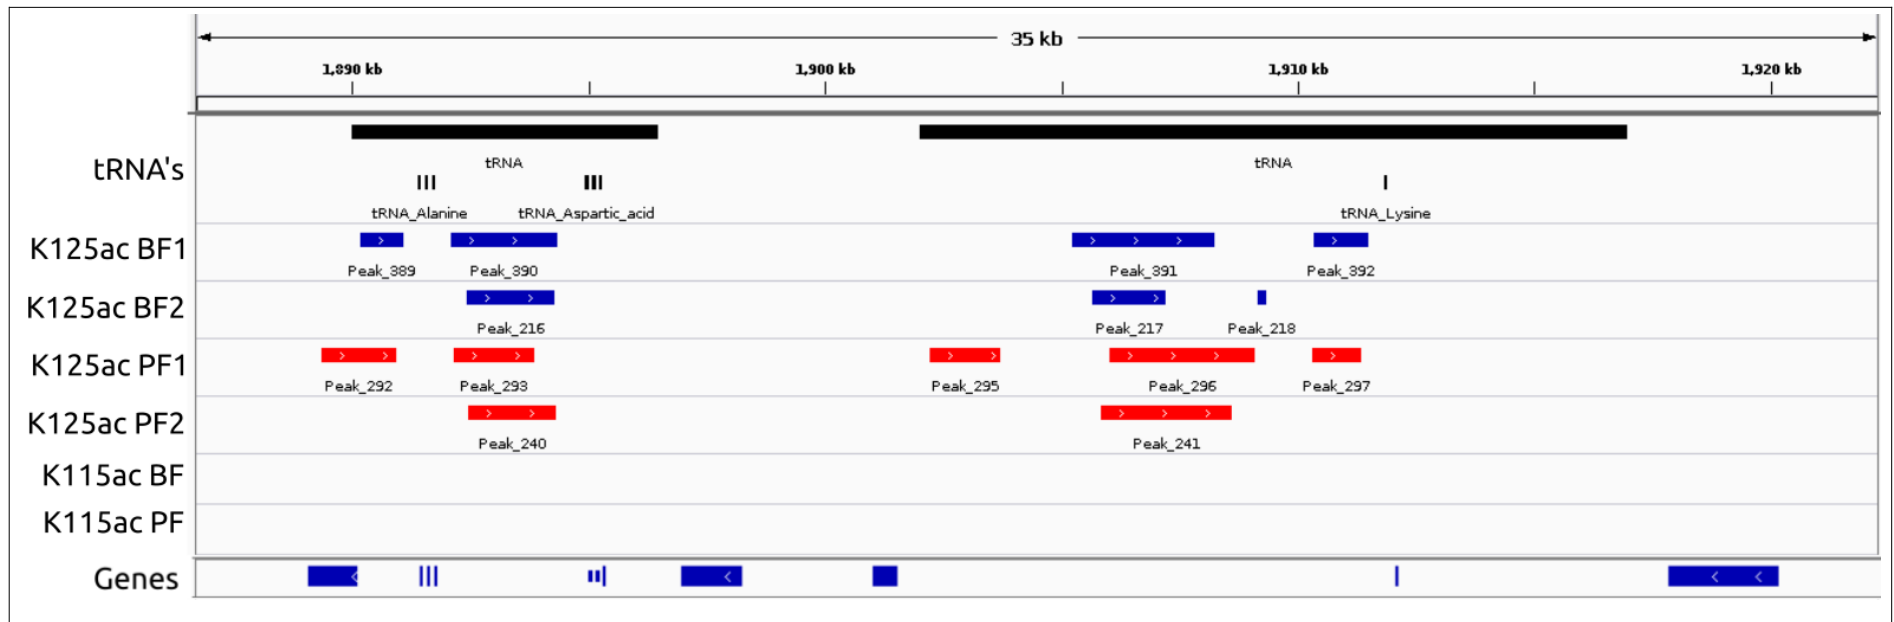 35 kb
1,890 kb 1,900 kb 1,910 kb 1,920 kb
tRNA's
tRNA tRNA
tRNA_Alanine tRNA_Aspartic_acid tRNA_Lysine
K125ac BF1
Peak_389 Peak_390 Peak_391 Peak_392
K125ac BF2
Peak_216 Peak_217 Peak_218
K125ac PF1
Peak_292 Peak_293 Peak_295 Peak_296 Peak_297
K125ac PF2
Peak_240 Peak_241
K115ac BF
K115ac PF
Genes